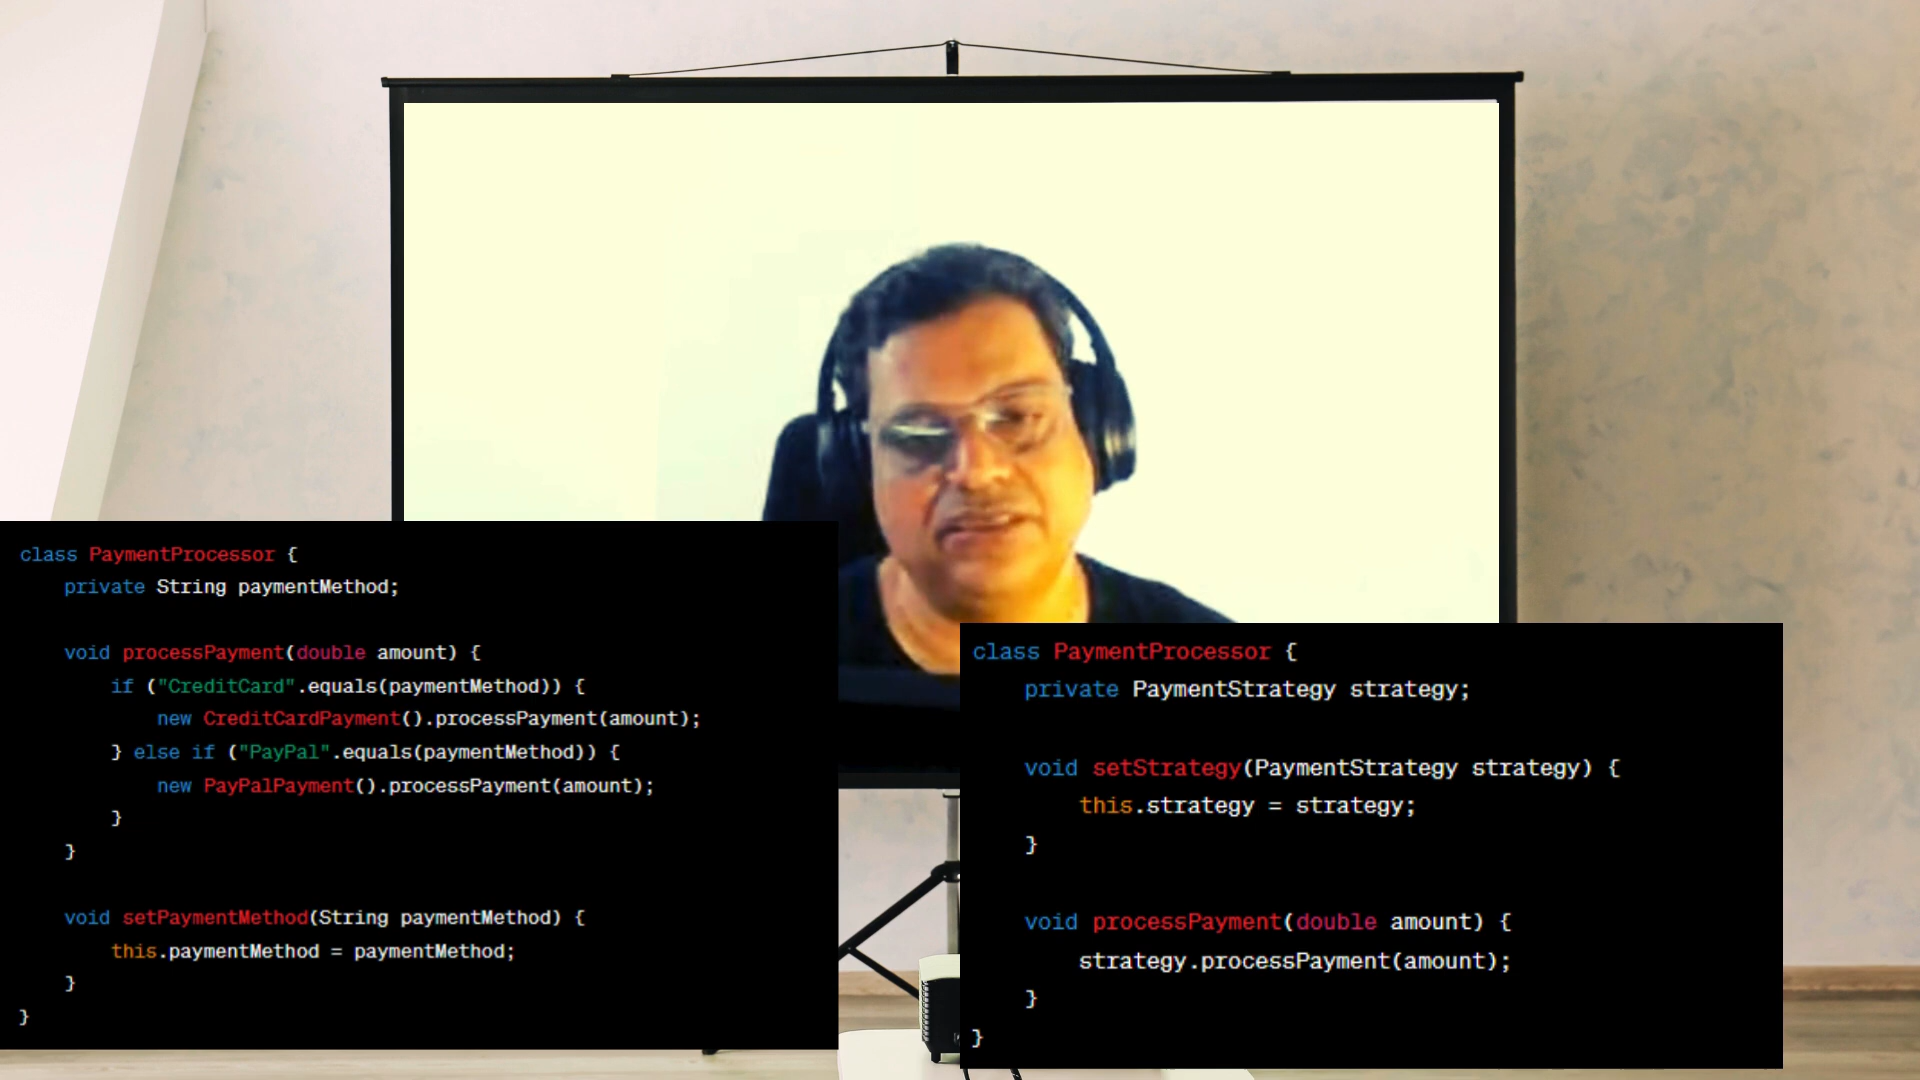 class PaymentProcessor {
private String paymentMethod;
void processPayment(double amount) {
if ("CreditCard".equals(paymentMethod)) {
new CreditCardPayment().processPayment(amount);
} else if ("PayPal".equals(paymentMethod)) {
new PayPalPayment().processPayment(amount);
}
}
void setPaymentMethod(String paymentMethod) {
this.paymentMethod = paymentMethod;
}
}
class PaymentProcessor {
private PaymentStrategy strategy;
void setStrategy(PaymentStrategy strategy) {
this.strategy = strategy;
}
void processPayment(double amount) {
strategy.processPayment(amount);
}
}